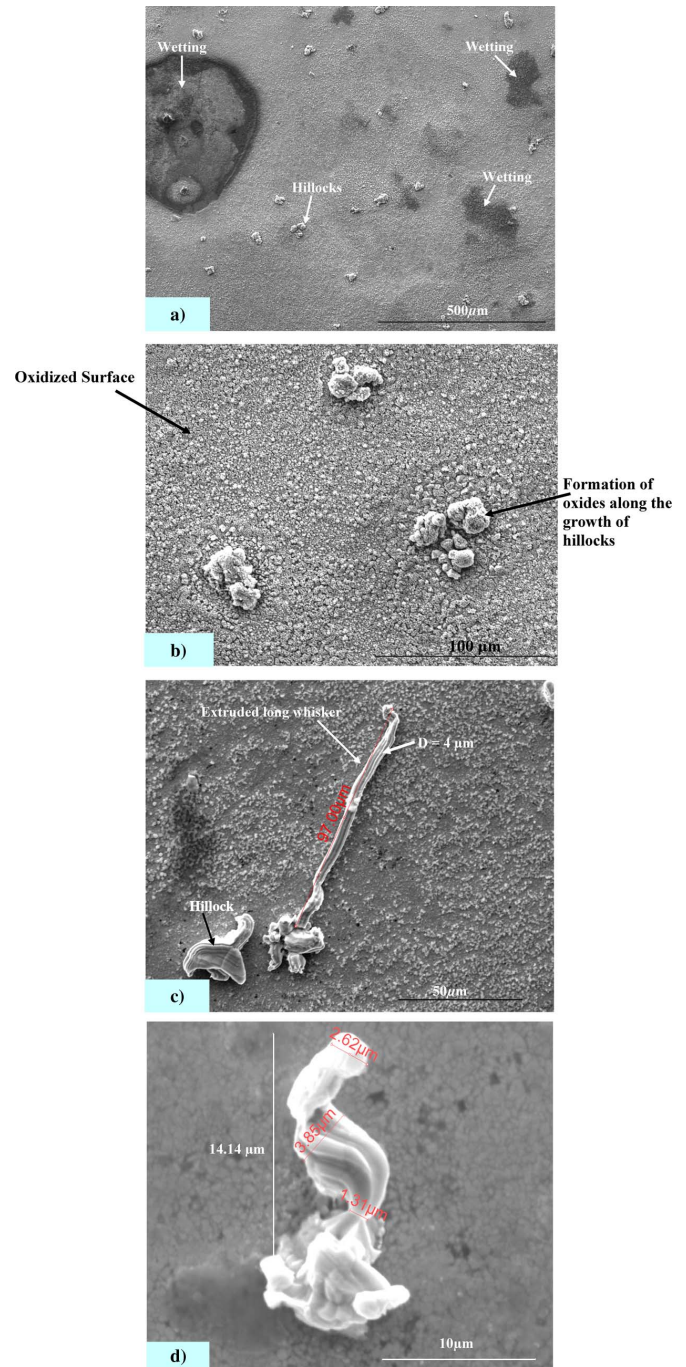 Wetting
Wetting
Wetting
Hillocks
500µm
a)
Oxidized Surface
Formation of
oxides along the
growth of
hillocks
100 µm
b)
Extruded long whisker
D = 4 µm
97.00µm
Hillock
50µm
c)
2.62µm
3.85µm
14.14 µm
1.31µm
10µm
d)